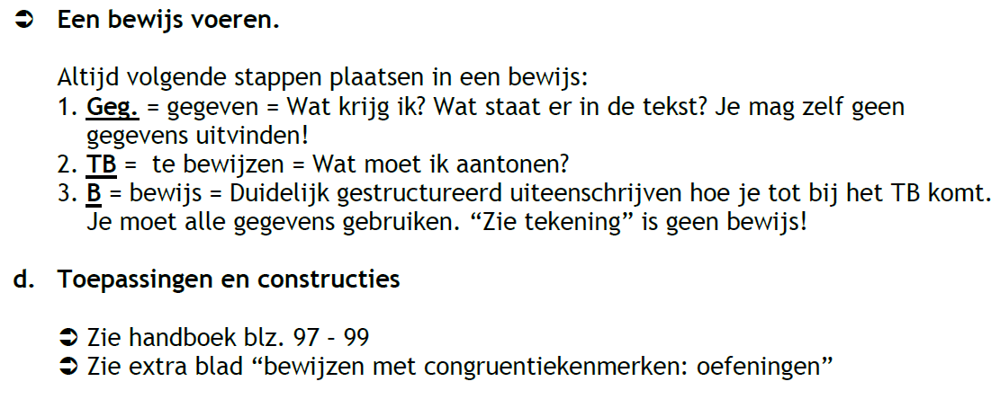 ➲ Een bewijs voeren.
Altijd volgende stappen plaatsen in een bewijs:
1. Geg. = gegeven = Wat krijg ik? Wat staat er in de tekst? Je mag zelf geen
gegevens uitvinden!
2. TB = te bewijzen = Wat moet ik aantonen?
3. B = bewijs = Duidelijk gestructureerd uiteenschrijven hoe je tot bij het TB komt.
Je moet alle gegevens gebruiken. “Zie tekening” is geen bewijs!
d. Toepassingen en constructies
➲ Zie handboek blz. 97 - 99
➲ Zie extra blad “bewijzen met congruentiekenmerken: oefeningen”